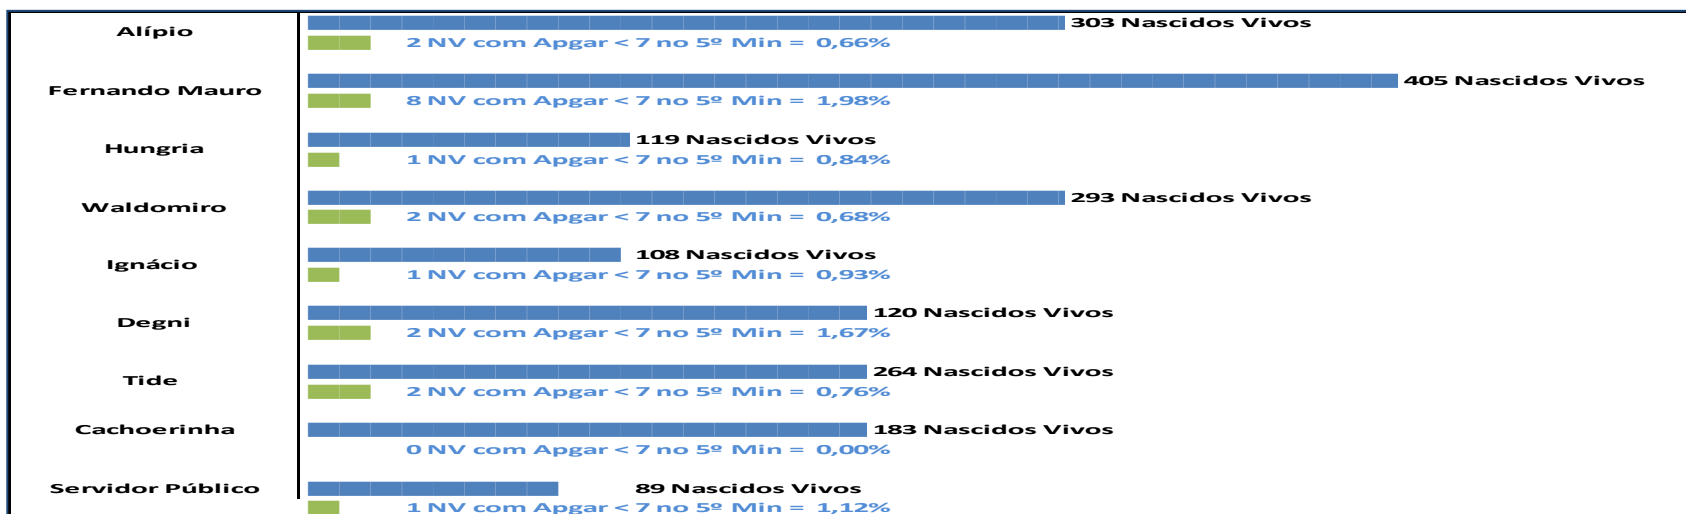 Alípio
303 Nascidos Vivos
2 NV com Apgar < 7 no 5º Min = 0,66%
Fernando Mauro
405 Nascidos Vivos
8 NV com Apgar < 7 no 5º Min = 1,98%
Hungria
119 Nascidos Vivos
1 NV com Apgar < 7 no 5º Min = 0,84%
Waldomiro
293 Nascidos Vivos
2 NV com Apgar < 7 no 5º Min = 0,68%
Ignácio
108 Nascidos Vivos
1 NV com Apgar < 7 no 5º Min = 0,93%
Degni
120 Nascidos Vivos
2 NV com Apgar < 7 no 5º Min = 1,67%
Tide
264 Nascidos Vivos
2 NV com Apgar < 7 no 5º Min = 0,76%
Cachoerinha
183 Nascidos Vivos
0 NV com Apgar < 7 no 5º Min = 0,00%
Servidor Público
89 Nascidos Vivos
1 NV com Apgar < 7 no 5º Min = 1,12%